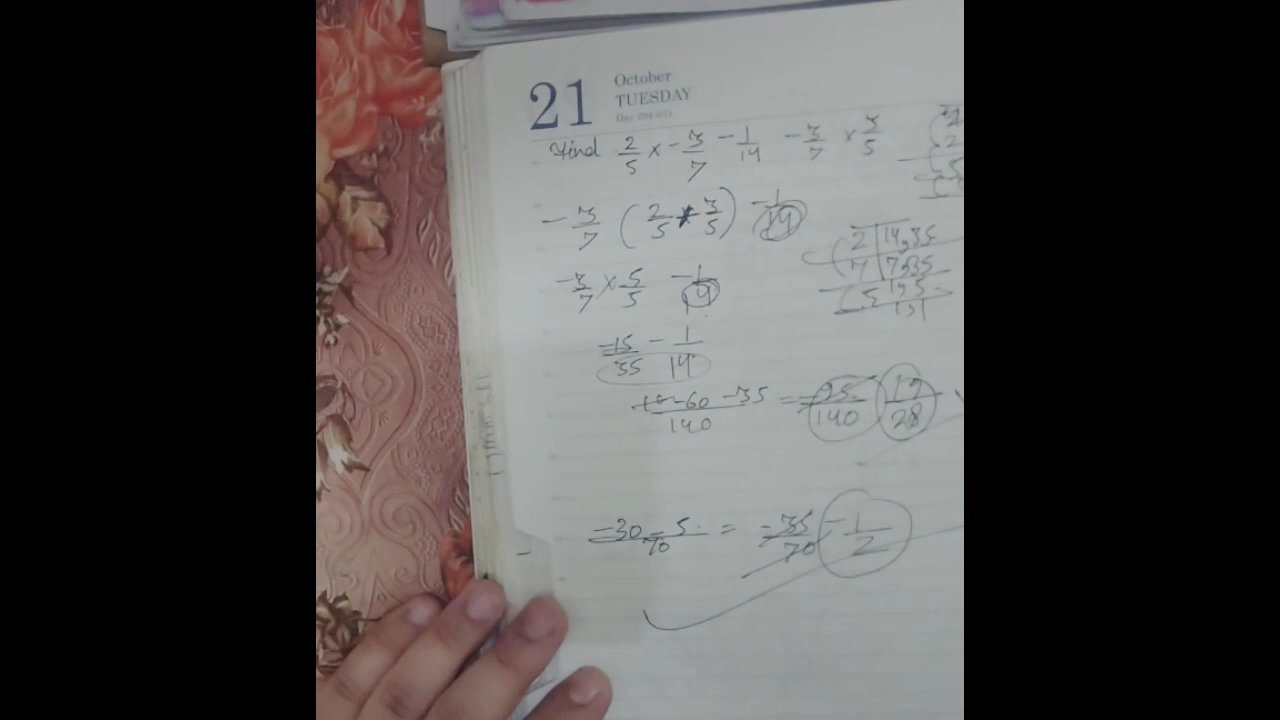 21 October
TUESDAY
Find 2/5 × -3/7 - 1/14 - 3/7 × 3/5
- 3/7 (2/5 + 3/5) - 1/14
- 3/7 × 5/5 - 1/14
2 | 14, 35
7 | 7, 35
5 | 1, 5
1, 1
-15/35 - 1/14
-60 - 35 / 140 = 95/140 19/28
-30 - 5 / 70 = -35/70 - 1/2